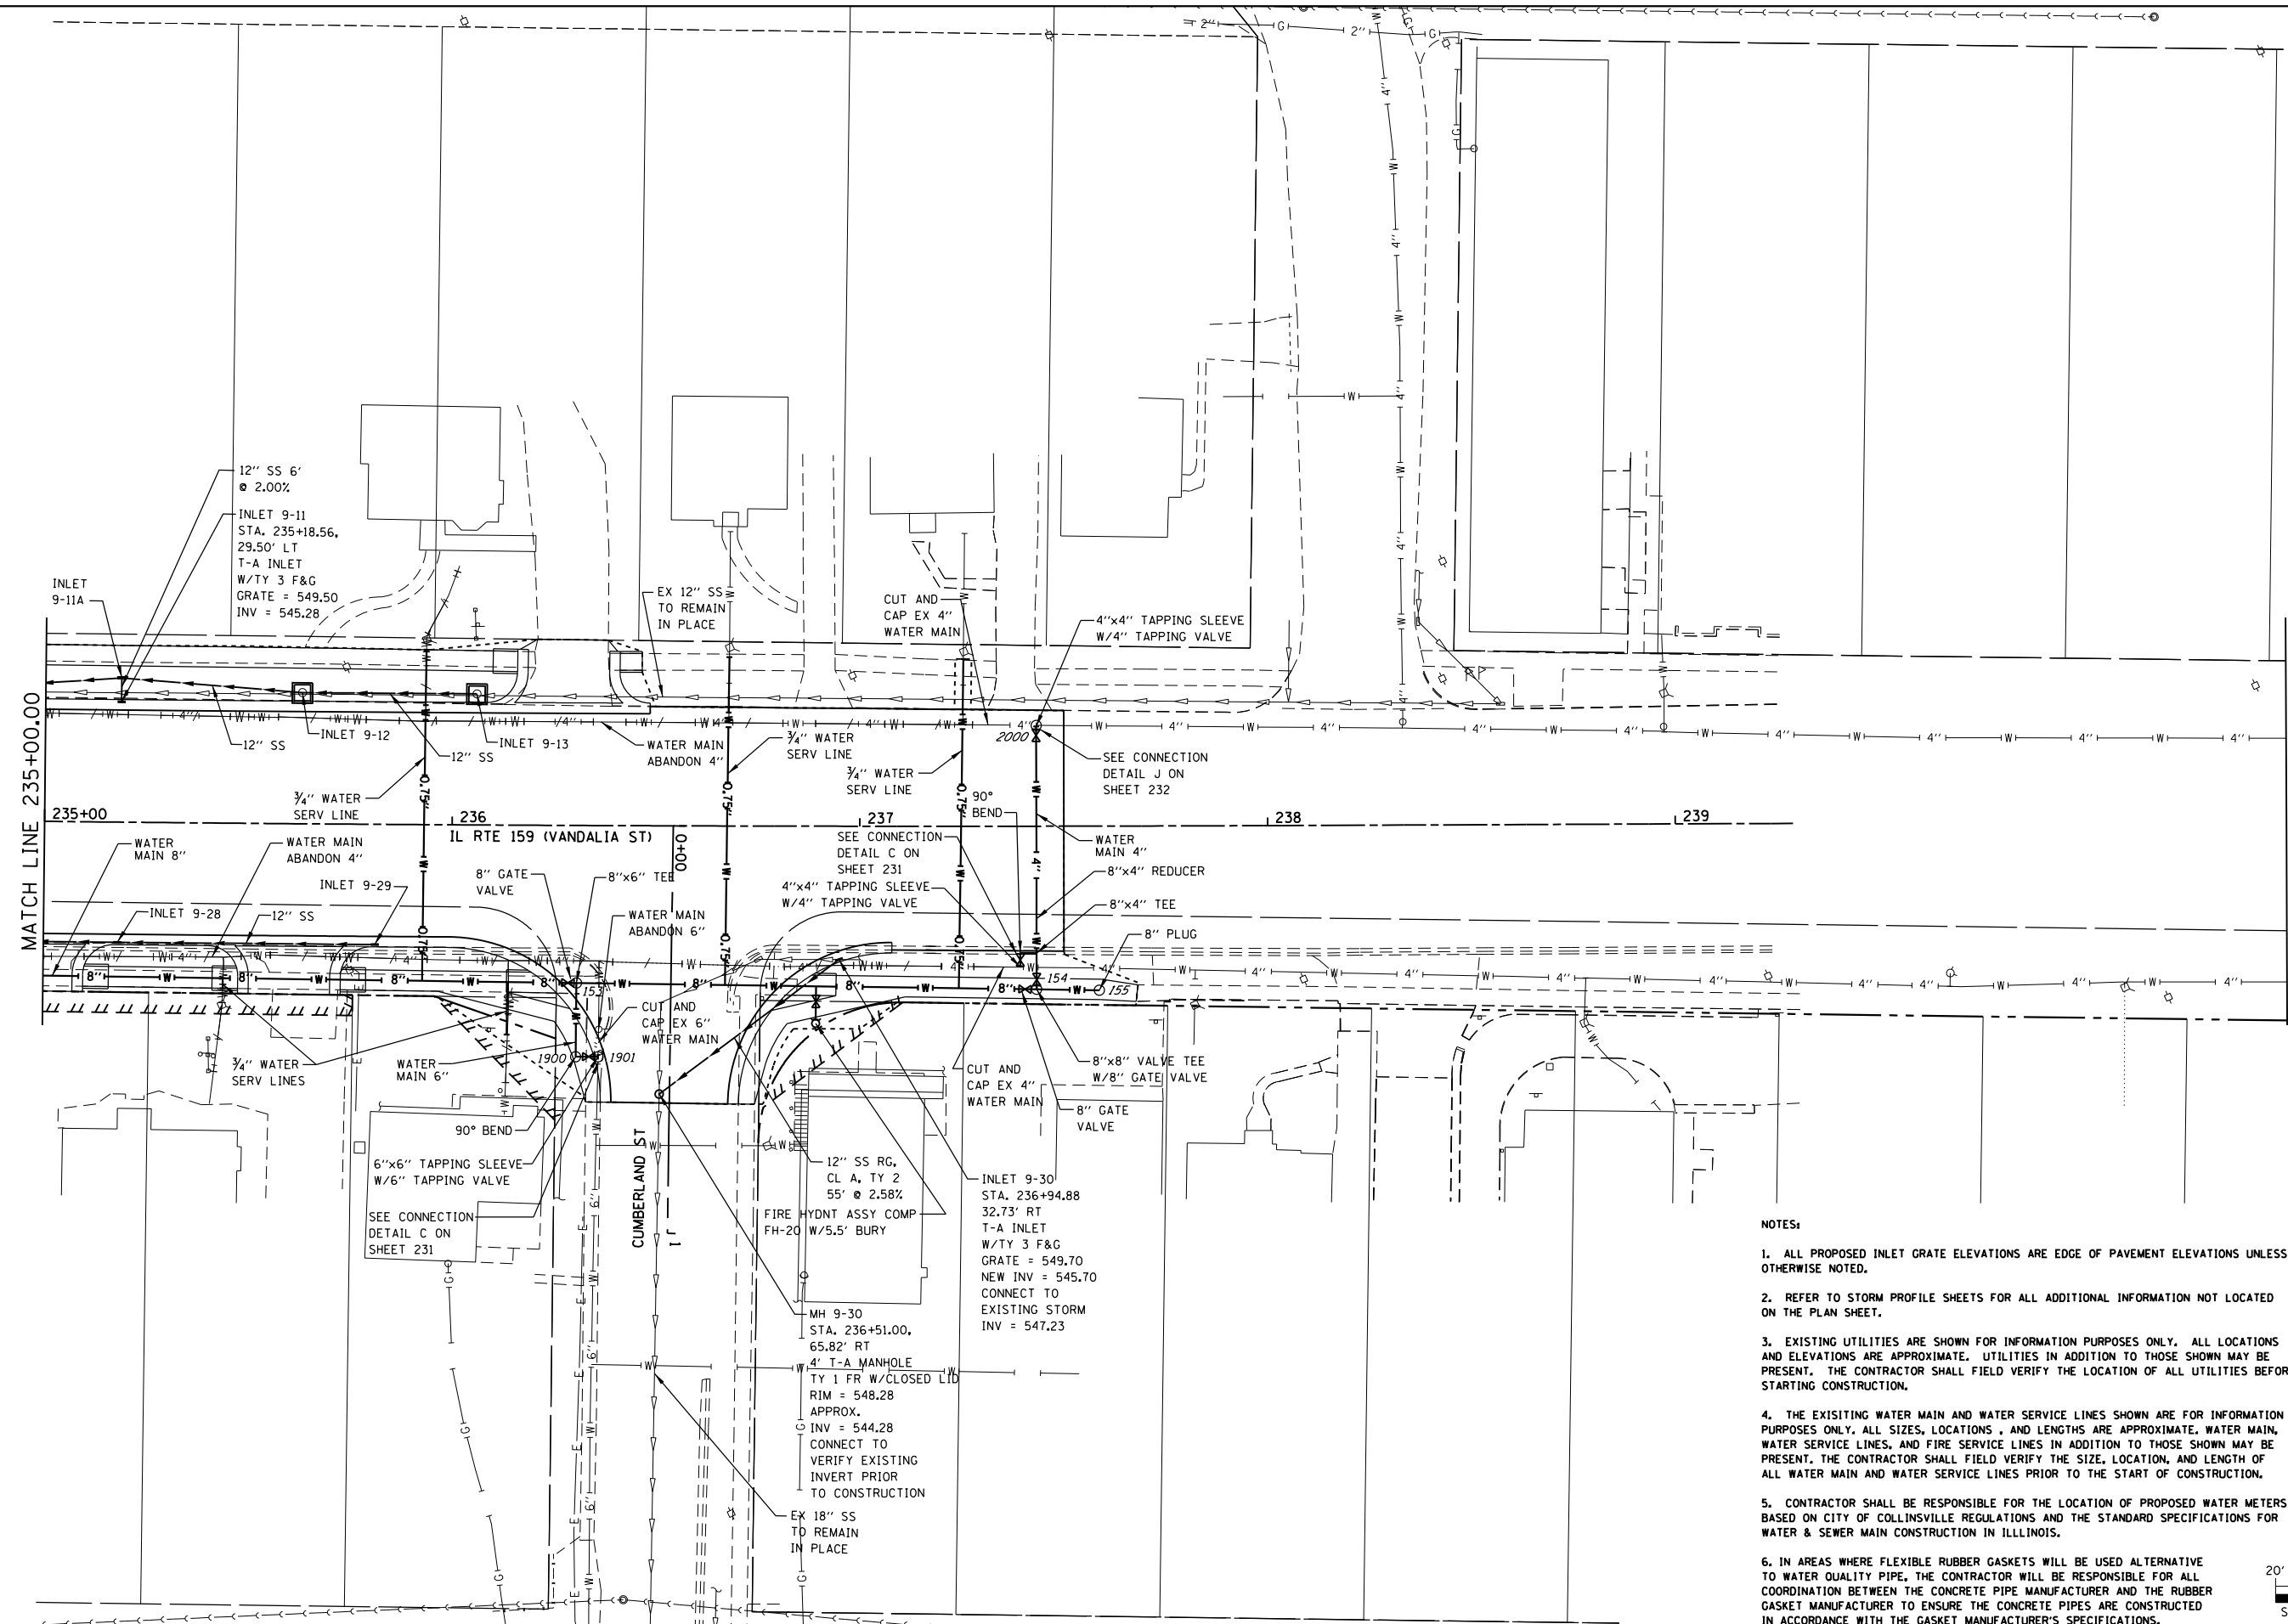 2" G 2" G
12" SS 6'
@ 2.00%
INLET 9-11
STA. 235+18.56,
29.50' LT
T-A INLET
W/TY 3 F&G
GRATE = 549.50
INV = 545.28
INLET
9-11A
EX 12" SS
TO REMAIN
IN PLACE
CUT AND
CAP EX 4"
WATER MAIN
4"x4" TAPPING SLEEVE
W/4" TAPPING VALVE
MATCH LINE 235+00.00
12" SS
INLET 9-12
12" SS
INLET 9-13
WATER MAIN
ABANDON 4"
¾" WATER
SERV LINE
2000
SEE CONNECTION
DETAIL J ON
SHEET 232
¾" WATER
SERV LINE
¾" WATER
SERV LINE
0.75"
0.75"
0.75"
90°
BEND
235+00
236
237
238
239
IL RTE 159 (VANDALIA ST)
0+00
WATER
MAIN 8"
WATER MAIN
ABANDON 4"
INLET 9-29
INLET 9-28
12" SS
8" GATE
VALVE
8"x6" TEE
WATER MAIN
ABANDON 6"
SEE CONNECTION
DETAIL C ON
SHEET 231
4"x4" TAPPING SLEEVE
W/4" TAPPING VALVE
WATER
MAIN 4"
4"
8"x4" REDUCER
8"x4" TEE
8" PLUG
0.75"
0.75"
0.75"
8" W 8" W 8" W 8" W 8" W 8" W 8" W
153
154
155
CUT AND
CAP EX 6"
WATER MAIN
¾" WATER
SERV LINES
WATER
MAIN 6"
1900
1901
90° BEND
6"x6" TAPPING SLEEVE
W/6" TAPPING VALVE
SEE CONNECTION
DETAIL C ON
SHEET 231
CUMBERLAND ST
J 1
CUT AND
CAP EX 4"
WATER MAIN
8"x8" VALVE TEE
W/8" GATE VALVE
8" GATE
VALVE
12" SS RG,
CL A, TY 2
55' @ 2.58%
FIRE HYDNT ASSY COMP
FH-20 W/5.5' BURY
INLET 9-30
STA. 236+94.88
32.73' RT
T-A INLET
W/TY 3 F&G
GRATE = 549.70
NEW INV = 545.70
CONNECT TO
EXISTING STORM
INV = 547.23
MH 9-30
STA. 236+51.00,
65.82' RT
4' T-A MANHOLE
TY 1 FR W/CLOSED LID
RIM = 548.28
APPROX.
INV = 544.28
CONNECT TO
VERIFY EXISTING
INVERT PRIOR
TO CONSTRUCTION
EX 18" SS
TO REMAIN
IN PLACE
NOTES:
1. ALL PROPOSED INLET GRATE ELEVATIONS ARE EDGE OF PAVEMENT ELEVATIONS UNLESS
OTHERWISE NOTED.
2. REFER TO STORM PROFILE SHEETS FOR ALL ADDITIONAL INFORMATION NOT LOCATED
ON THE PLAN SHEET.
3. EXISTING UTILITIES ARE SHOWN FOR INFORMATION PURPOSES ONLY. ALL LOCATIONS
AND ELEVATIONS ARE APPROXIMATE. UTILITIES IN ADDITION TO THOSE SHOWN MAY BE
PRESENT. THE CONTRACTOR SHALL FIELD VERIFY THE LOCATION OF ALL UTILITIES BEFOR
STARTING CONSTRUCTION.
4. THE EXISITING WATER MAIN AND WATER SERVICE LINES SHOWN ARE FOR INFORMATION
PURPOSES ONLY. ALL SIZES, LOCATIONS , AND LENGTHS ARE APPROXIMATE. WATER MAIN,
WATER SERVICE LINES, AND FIRE SERVICE LINES IN ADDITION TO THOSE SHOWN MAY BE
PRESENT. THE CONTRACTOR SHALL FIELD VERIFY THE SIZE, LOCATION, AND LENGTH OF
ALL WATER MAIN AND WATER SERVICE LINES PRIOR TO THE START OF CONSTRUCTION.
5. CONTRACTOR SHALL BE RESPONSIBLE FOR THE LOCATION OF PROPOSED WATER METERS
BASED ON CITY OF COLLINSVILLE REGULATIONS AND THE STANDARD SPECIFICATIONS FOR
WATER & SEWER MAIN CONSTRUCTION IN ILLLINOIS.
6. IN AREAS WHERE FLEXIBLE RUBBER GASKETS WILL BE USED ALTERNATIVE
TO WATER QUALITY PIPE, THE CONTRACTOR WILL BE RESPONSIBLE FOR ALL
COORDINATION BETWEEN THE CONCRETE PIPE MANUFACTURER AND THE RUBBER
GASKET MANUFACTURER TO ENSURE THE CONCRETE PIPES ARE CONSTRUCTED
IN ACCORDANCE WITH THE GASKET MANUFACTURER'S SPECIFICATIONS.
20'